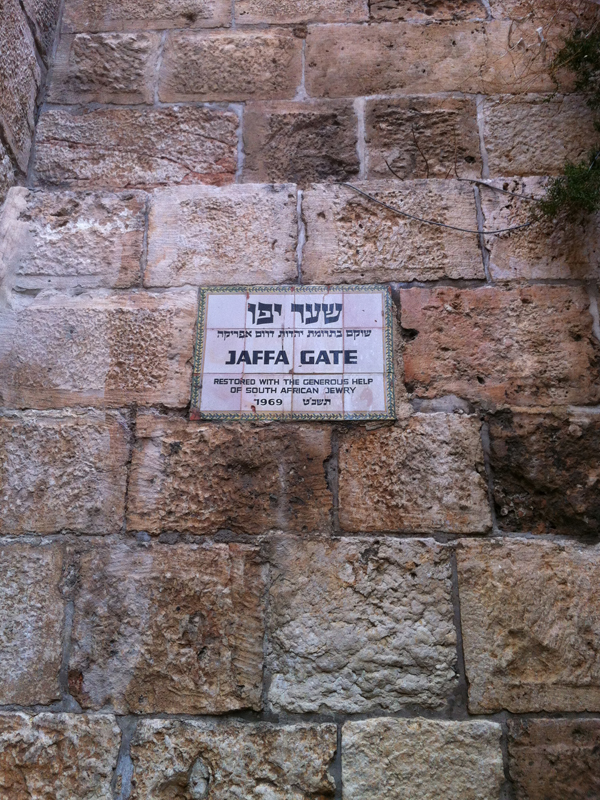 שער יפו
שוקם בתרומת יהדות דרום אפריקה
JAFFA GATE
RESTORED WITH THE GENEROUS HELP
OF SOUTH AFRICAN JEWRY
1969 תשכ"ט